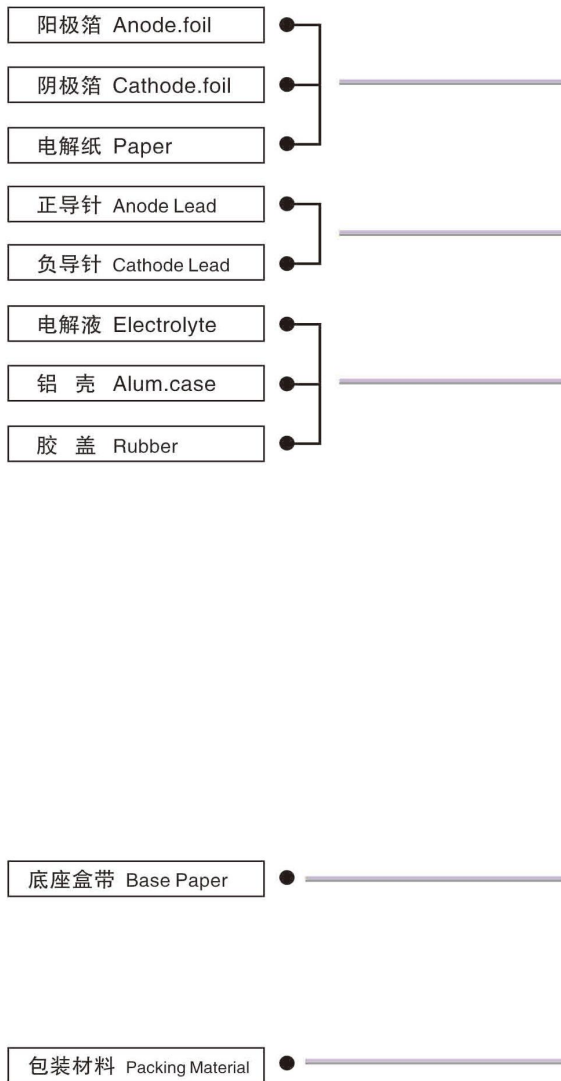 阳极箔 Anode.foil
阴极箔 Cathode.foil
电解纸 Paper
正导针 Anode Lead
负导针 Cathode Lead
电解液 Electrolyte
铝 壳 Alum.case
胶 盖 Rubber
底座盒带 Base Paper
包装材料 Packing Material